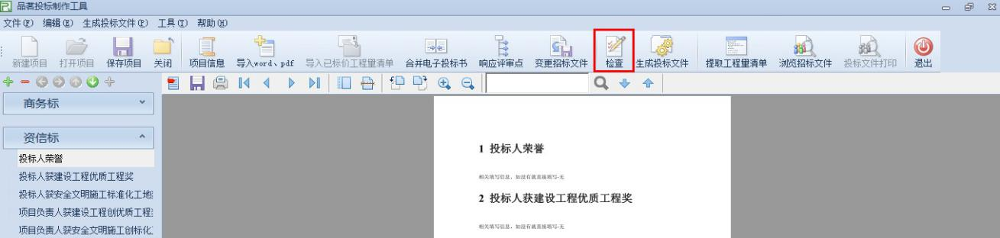 品茗投标制作工具
文件(F) 编辑(E) 生成投标文件(P) 工具(T) 帮助(H)
新建项目 打开项目 保存项目 关闭 项目信息 导入word、pdf 导入已标价工程量清单 合并电子投标书 响应评审点 变更招标文件 检查 生成投标文件 提取工程量清单 浏览招标文件 投标文件打印 退出
商务标
资信标
投标人荣誉
投标人获建设工程优质工程奖
投标人获安全文明施工标准化工地
项目负责人获建设工程创优质工程
项目负责人获安全文明施工创标化
1 投标人荣誉
相关填写信息，如没有就直接填写-无
2 投标人获建设工程优质工程奖
相关填写信息，如没有就直接填写-无